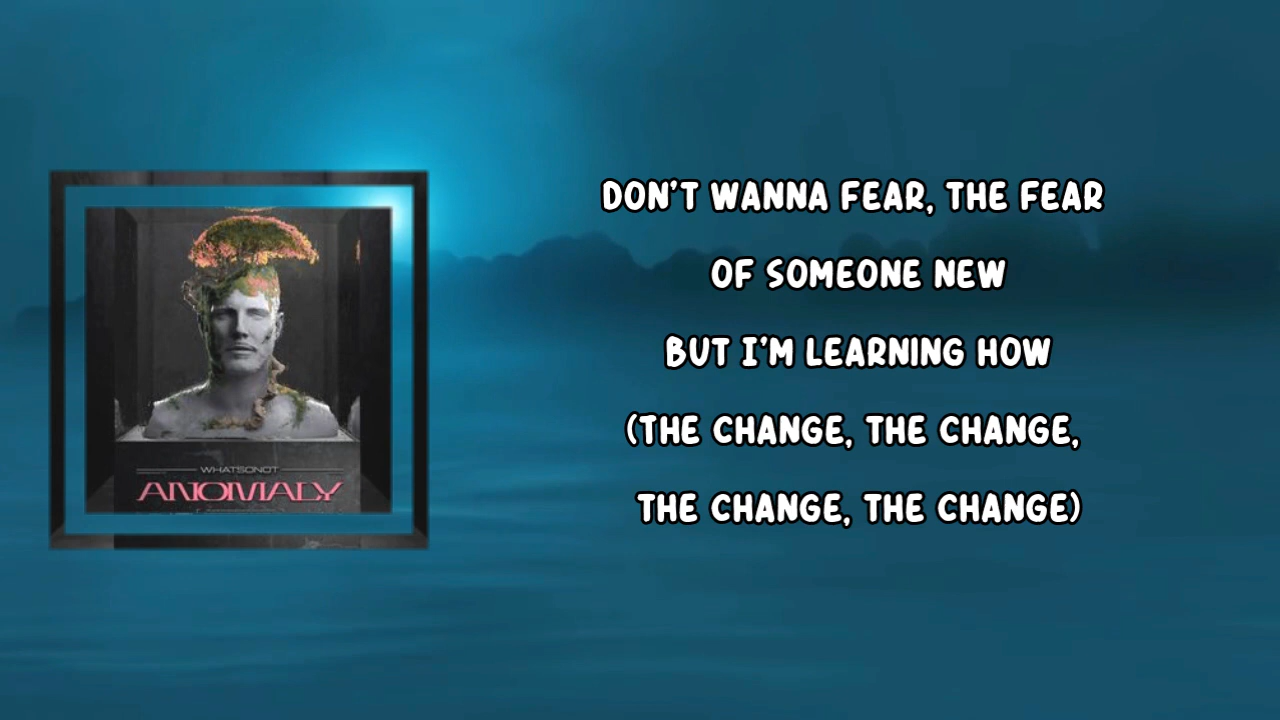 WHATSONOT
ANOMALY
DON'T WANNA FEAR, THE FEAR
OF SOMEONE NEW
BUT I'M LEARNING HOW
(THE CHANGE, THE CHANGE,
THE CHANGE, THE CHANGE)